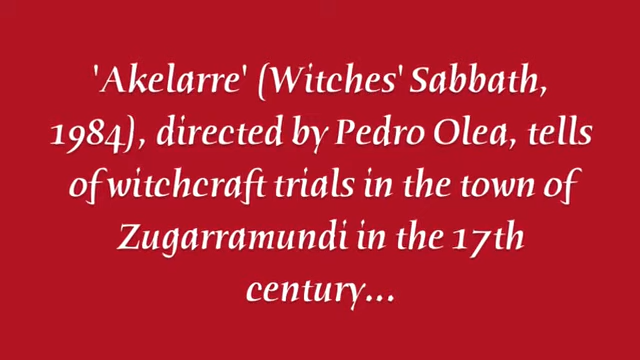 'Akelarre' (Witches' Sabbath,
1984), directed by Pedro Olea, tells
of witchcraft trials in the town of
Zugarramundi in the 17th
century...